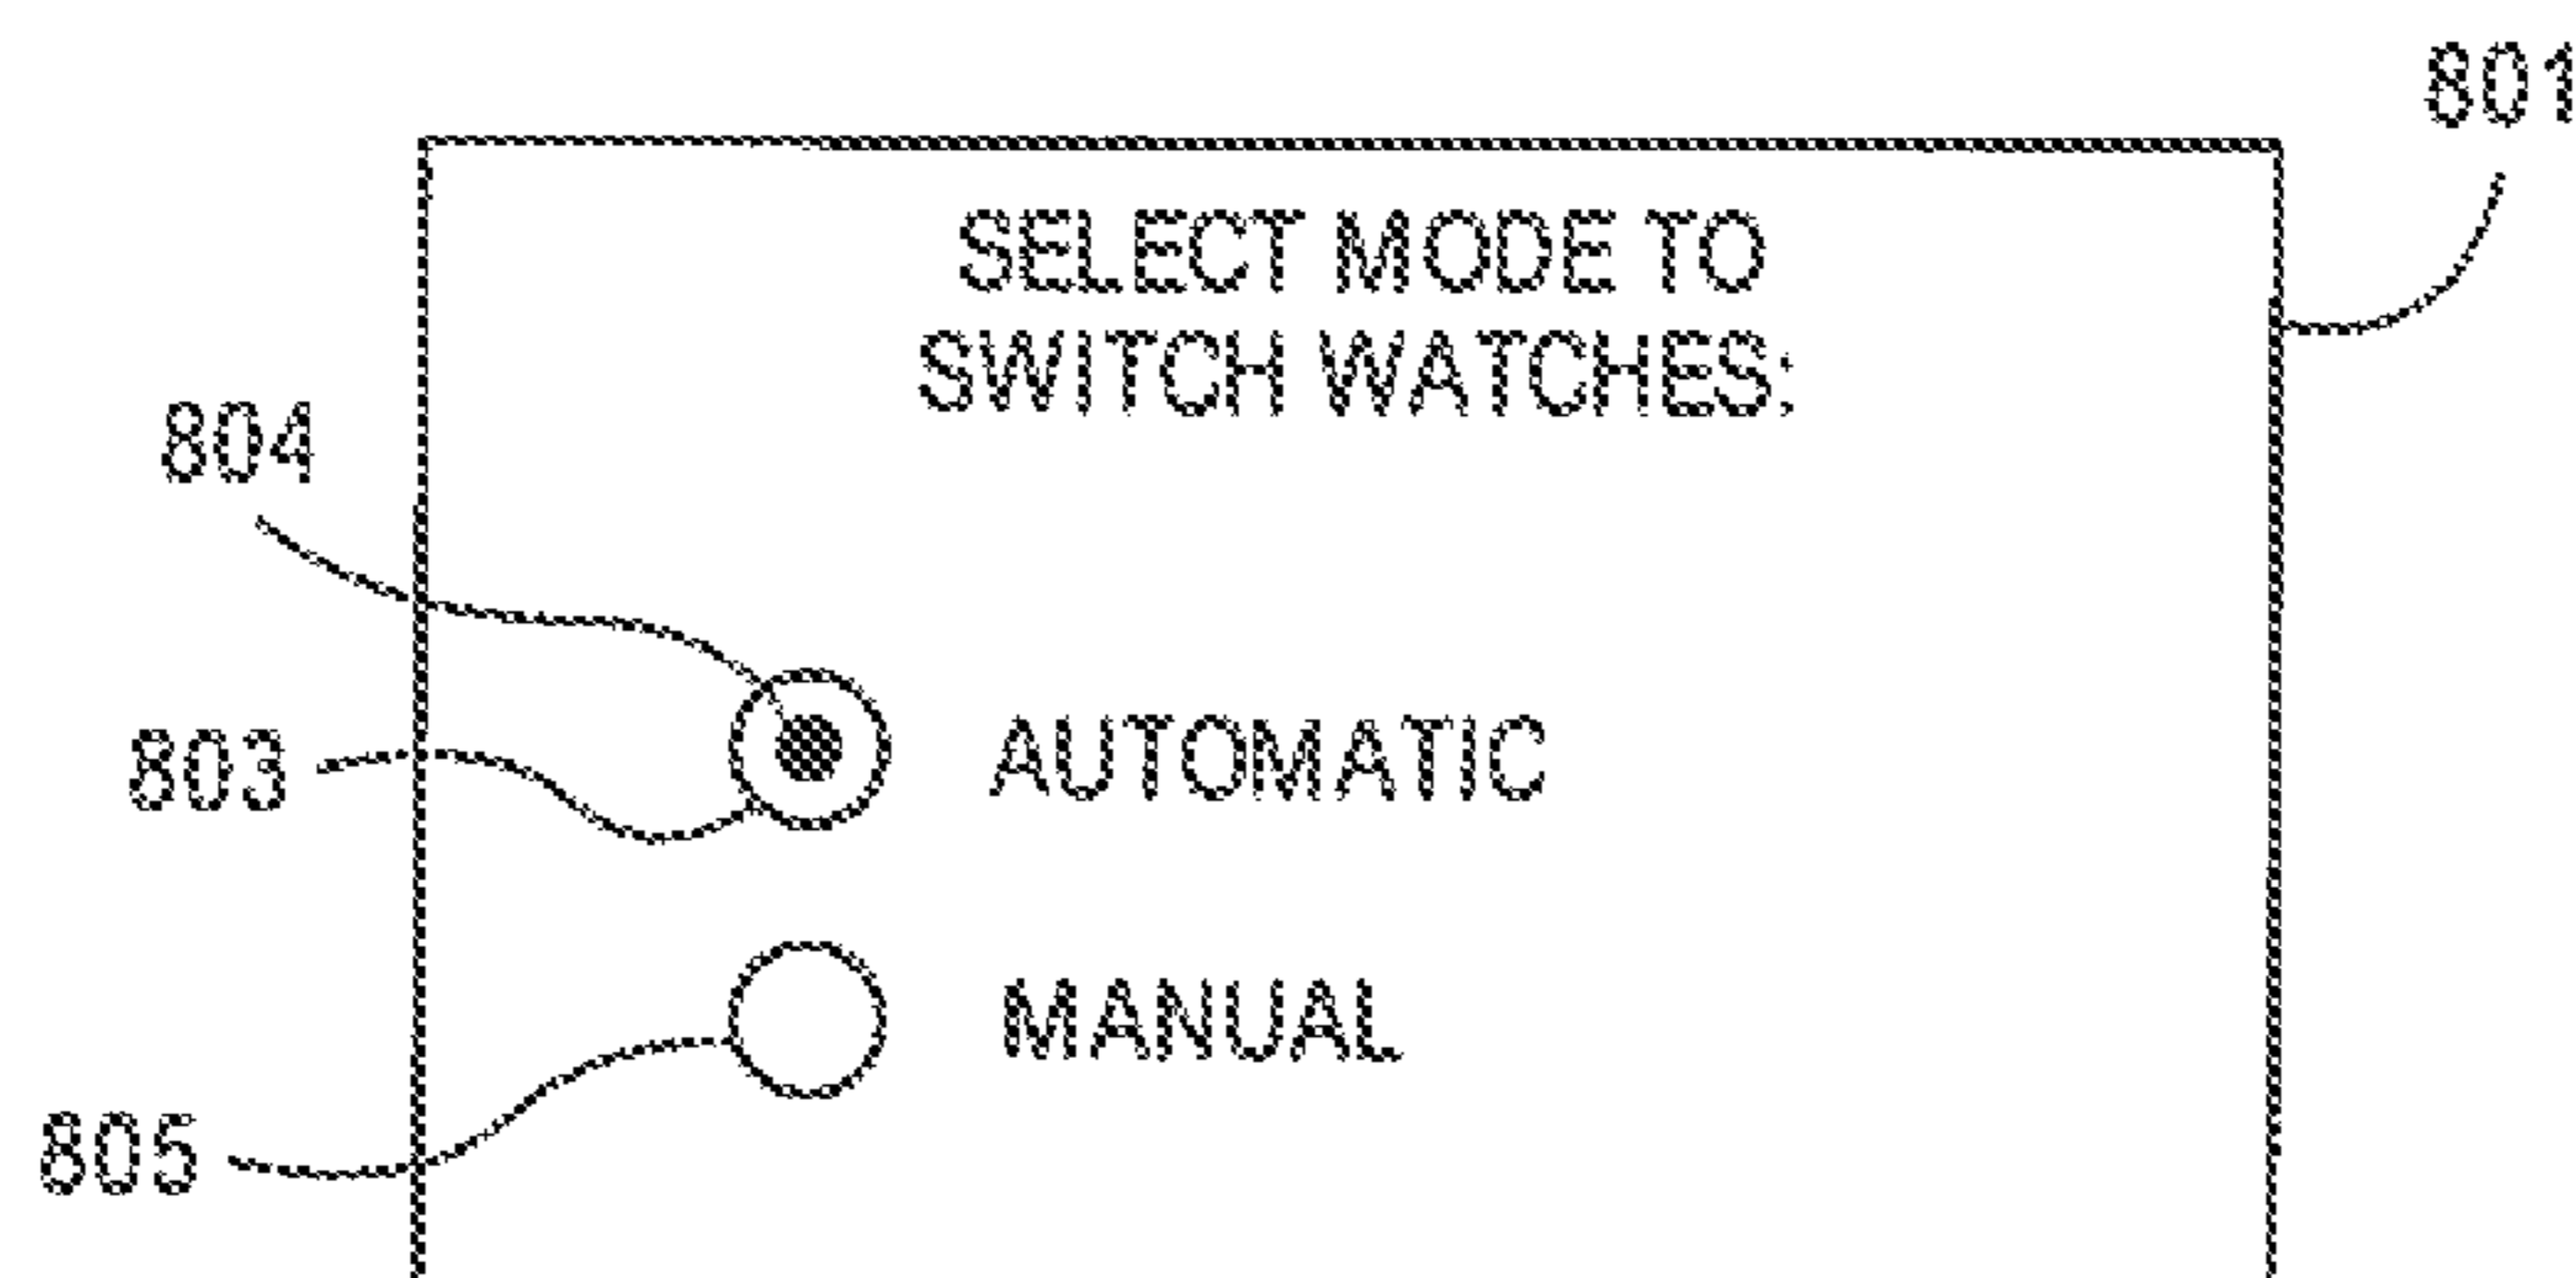 801
SELECT MODE TO
SWITCH WATCHES:
804
803 AUTOMATIC
MANUAL
805